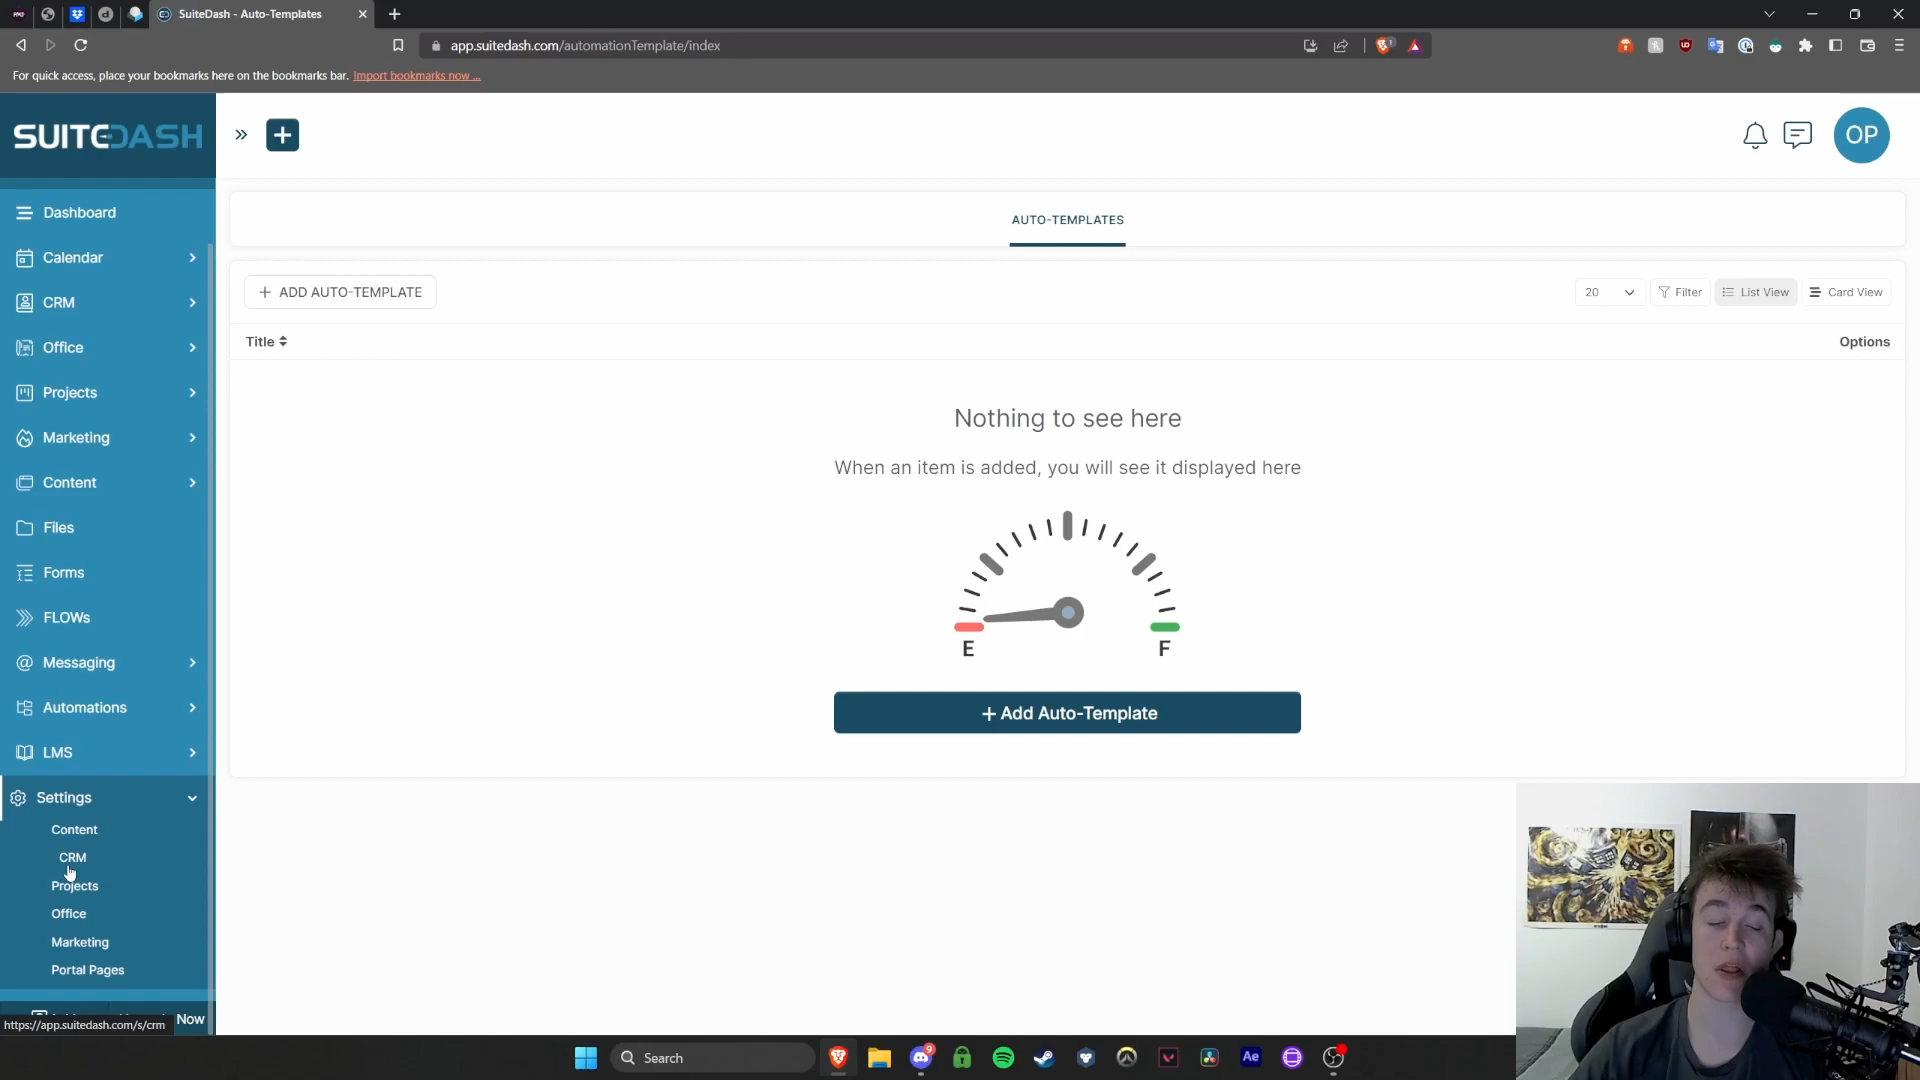 SuiteDash - Auto-Templates
app.suitedash.com/automationTemplate/index
For quick access, place your bookmarks here on the bookmarks bar. Import bookmarks now ...
SUITEDASH
OP
Dashboard
Calendar
CRM
Office
Projects
Marketing
Content
Files
Forms
FLOWs
Messaging
Automations
LMS
Settings
Content
CRM
Projects
Office
Marketing
Portal Pages
Now
https://app.suitedash.com/s/crm
AUTO-TEMPLATES
ADD AUTO-TEMPLATE
20
Filter
List View
Card View
Title
Options
Nothing to see here
When an item is added, you will see it displayed here
E
F
+ Add Auto-Template
Search
9
Ae